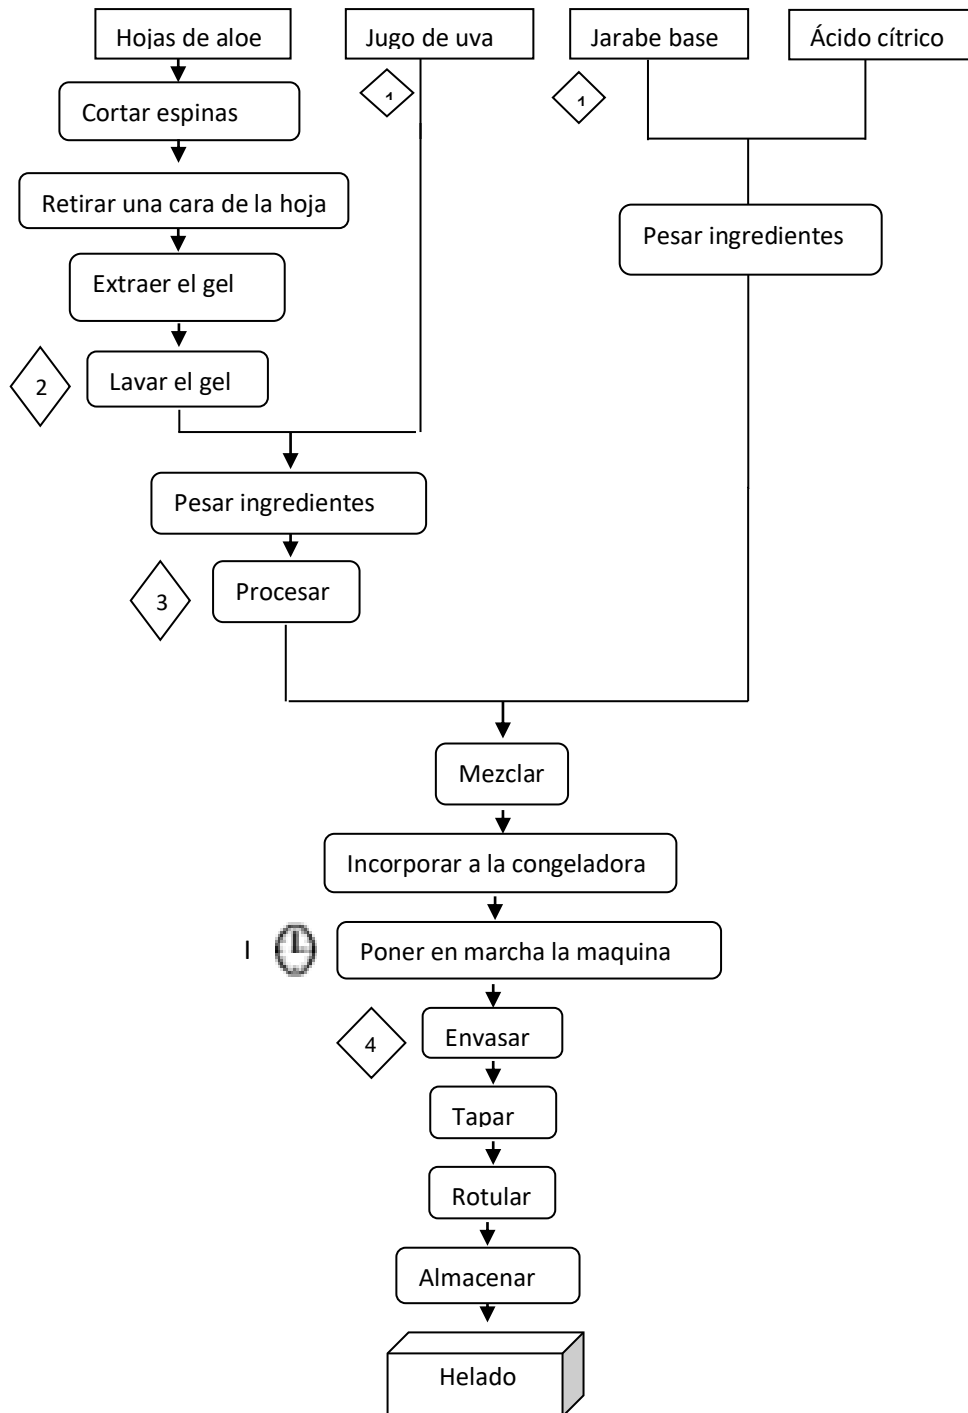 Hojas de aloe
Jugo de uva
Jarabe base
Ácido cítrico
1
1
Cortar espinas
Retirar una cara de la hoja
Pesar ingredientes
Extraer el gel
2
Lavar el gel
Pesar ingredientes
3
Procesar
Mezclar
Incorporar a la congeladora
I
Poner en marcha la maquina
4
Envasar
Tapar
Rotular
Almacenar
Helado